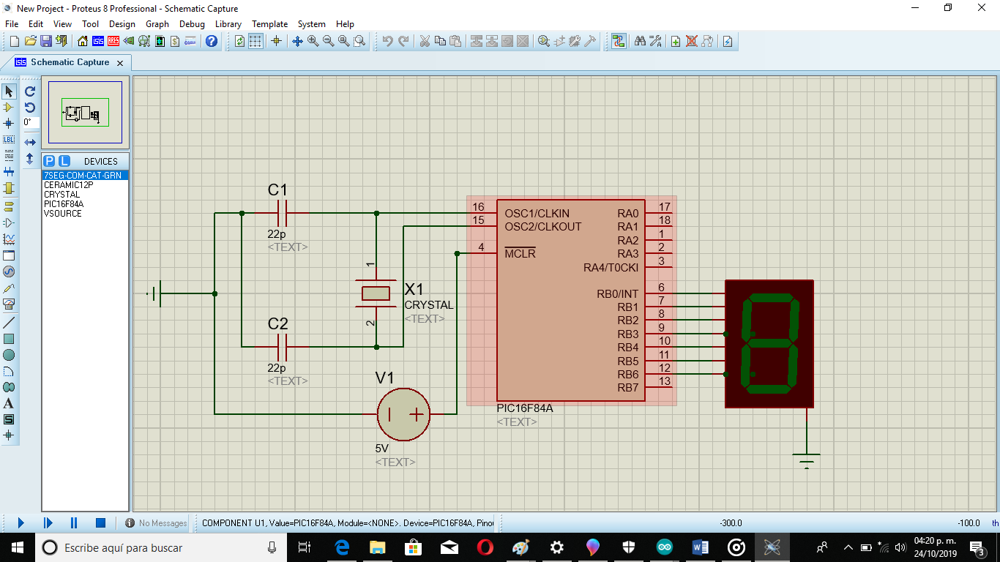 New Project - Proteus 8 Professional - Schematic Capture
File Edit View Tool Design Graph Debug Library Template System Help
Schematic Capture
0°
LBL
P L DEVICES
7SEG-COM-CAT-GRN
CERAMIC12P
CRYSTAL
PIC16F84A
VSOURCE
C1
22p
<TEXT>
C2
22p
<TEXT>
1
2
X1
CRYSTAL
<TEXT>
V1
5V
<TEXT>
16 OSC1/CLKIN
15 OSC2/CLKOUT
4 MCLR
RA0 17
RA1 18
RA2 1
RA3 2
RA4/T0CKI 3
RB0/INT 6
RB1 7
RB2 8
RB3 9
RB4 10
RB5 11
RB6 12
RB7 13
PIC16F84A
<TEXT>
A
S
No Messages
COMPONENT U1, Value=PIC16F84A, Module=<NONE>. Device=PIC16F84A, Pinou
-300.0 -100.0 th
Escribe aquí para buscar
04:20 p. m.
24/10/2019
3